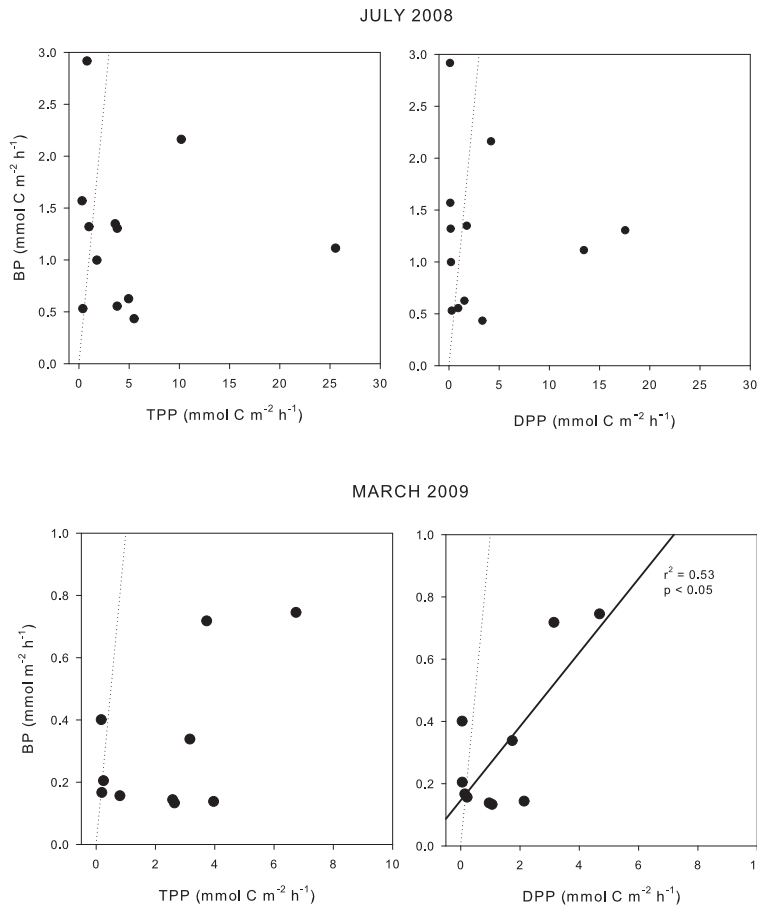 JULY 2008
3.0
2.5
2.0
1.5
1.0
0.5
0.0
BP (mmol C m⁻² h⁻¹)
0 5 10 15 20 25 30
TPP (mmol C m⁻² h⁻¹)
3.0
2.5
2.0
1.5
1.0
0.5
0.0
0 5 10 15 20 25 30
DPP (mmol C m⁻² h⁻¹)
MARCH 2009
1.0
0.8
0.6
0.4
0.2
0.0
BP (mmol m⁻² h⁻¹)
0 2 4 6 8 10
TPP (mmol C m⁻² h⁻¹)
1.0
0.8
0.6
0.4
0.2
0.0
r² = 0.53
p < 0.05
0 2 4 6 8
DPP (mmol C m⁻² h⁻¹)